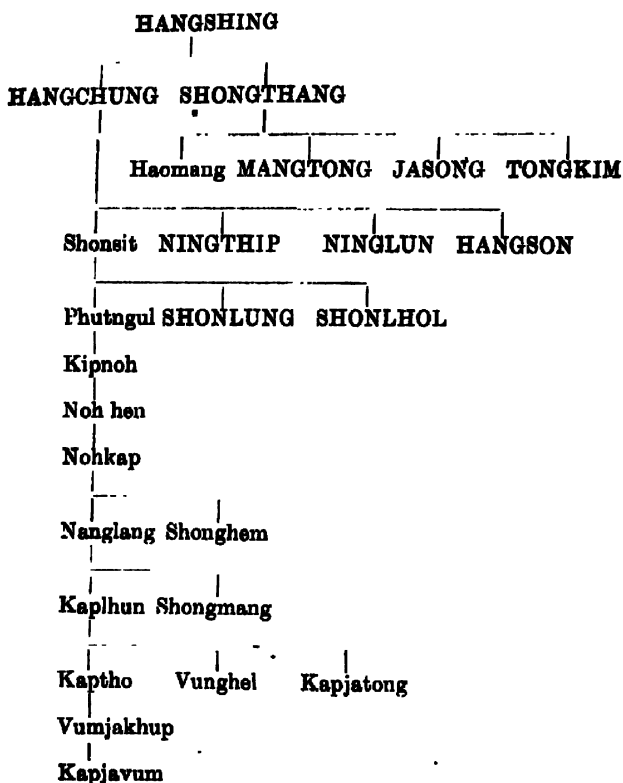 HANGSHING
HANGCHUNG SHONGTHANG
Haomang MANGTONG JASONG TONGKIM
Shonsit NINGTHIP NINGLUN HANGSON
Phutngul SHONLUNG SHONLHOL
Kipnoh
Noh hen
Nohkap
Nanglang Shonghem
Kaplhun Shongmang
Kaptho Vunghel Kapjatong
Vumjakhup
Kapjavum